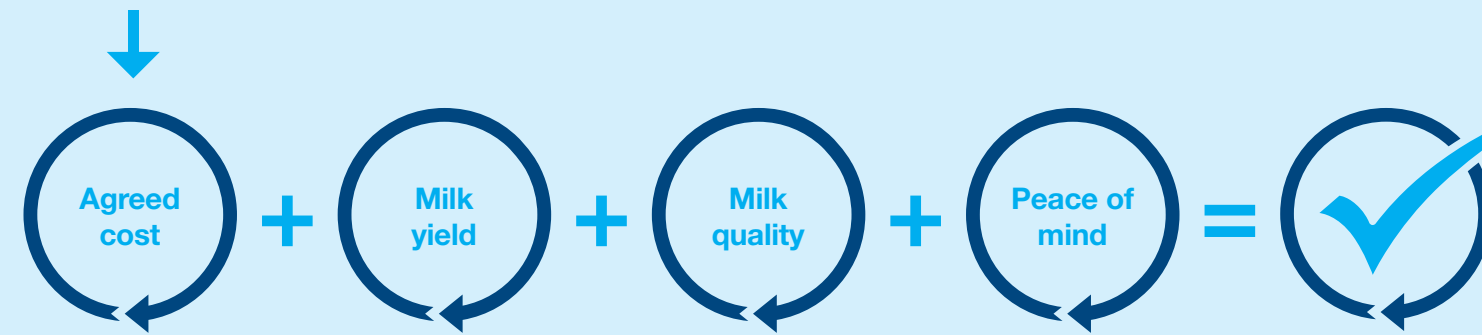 Agreed
cost
+
Milk
yield
+
Milk
quality
+
Peace of
mind
=